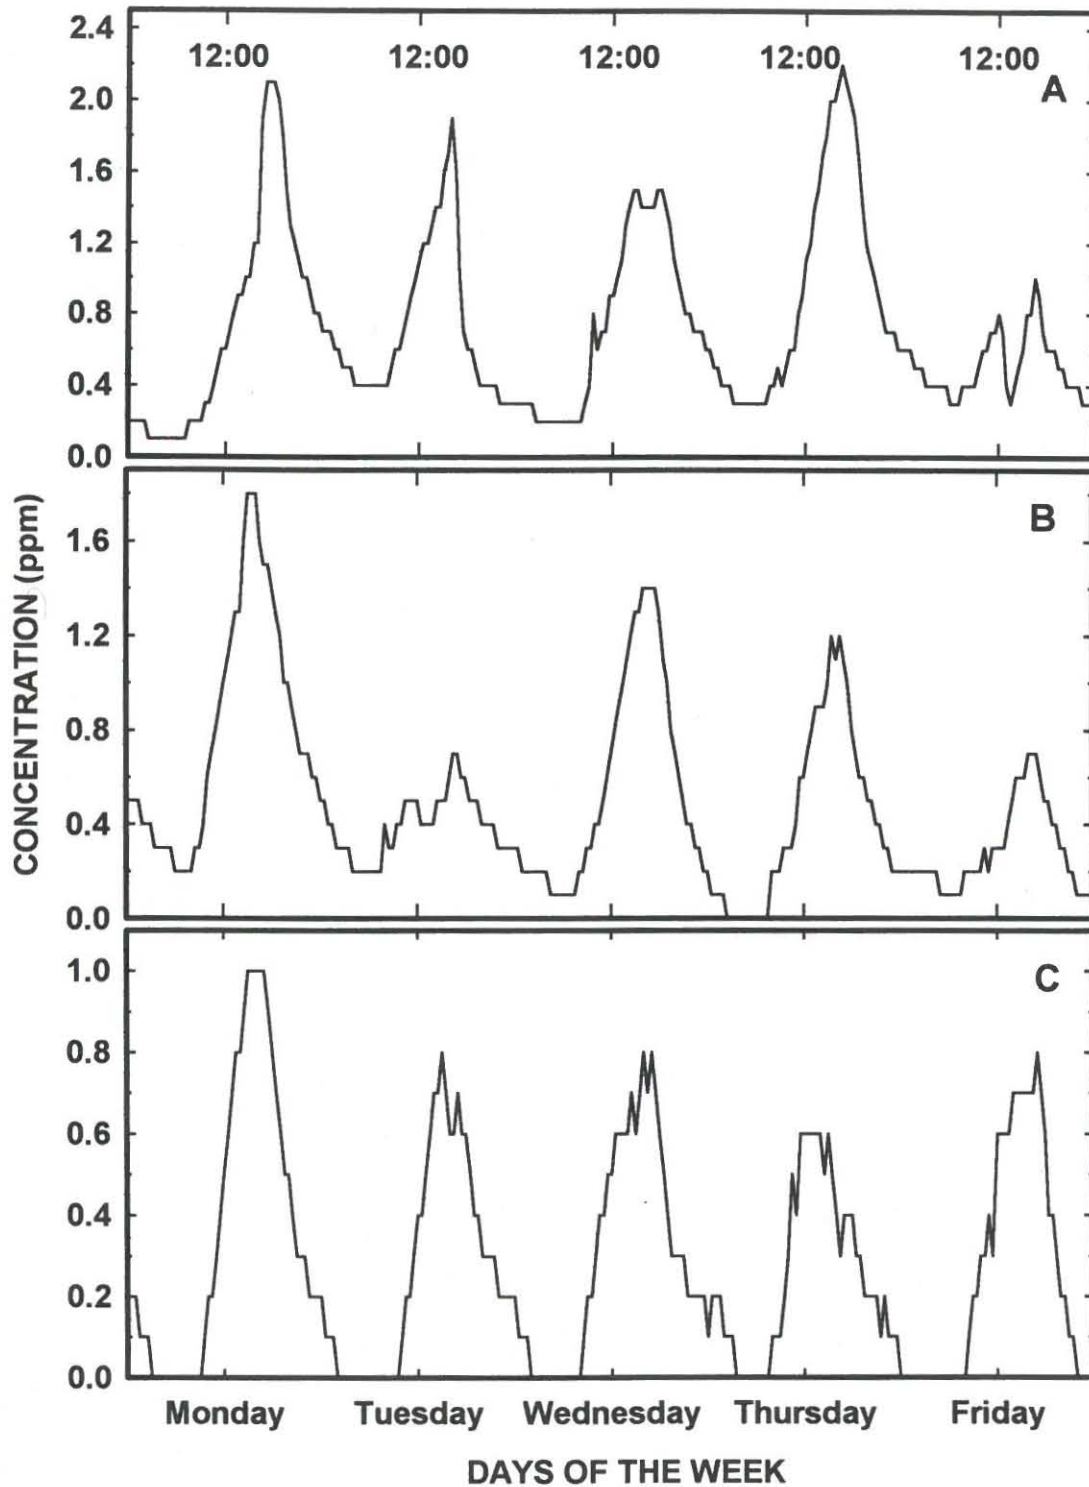 2.4
12:00 12:00 12:00 12:00 12:00
A
2.0
1.6
1.2
0.8
0.4
0.0
B
1.6
1.2
0.8
0.4
0.0
CONCENTRATION (ppm)
C
1.0
0.8
0.6
0.4
0.2
0.0
Monday Tuesday Wednesday Thursday Friday
DAYS OF THE WEEK